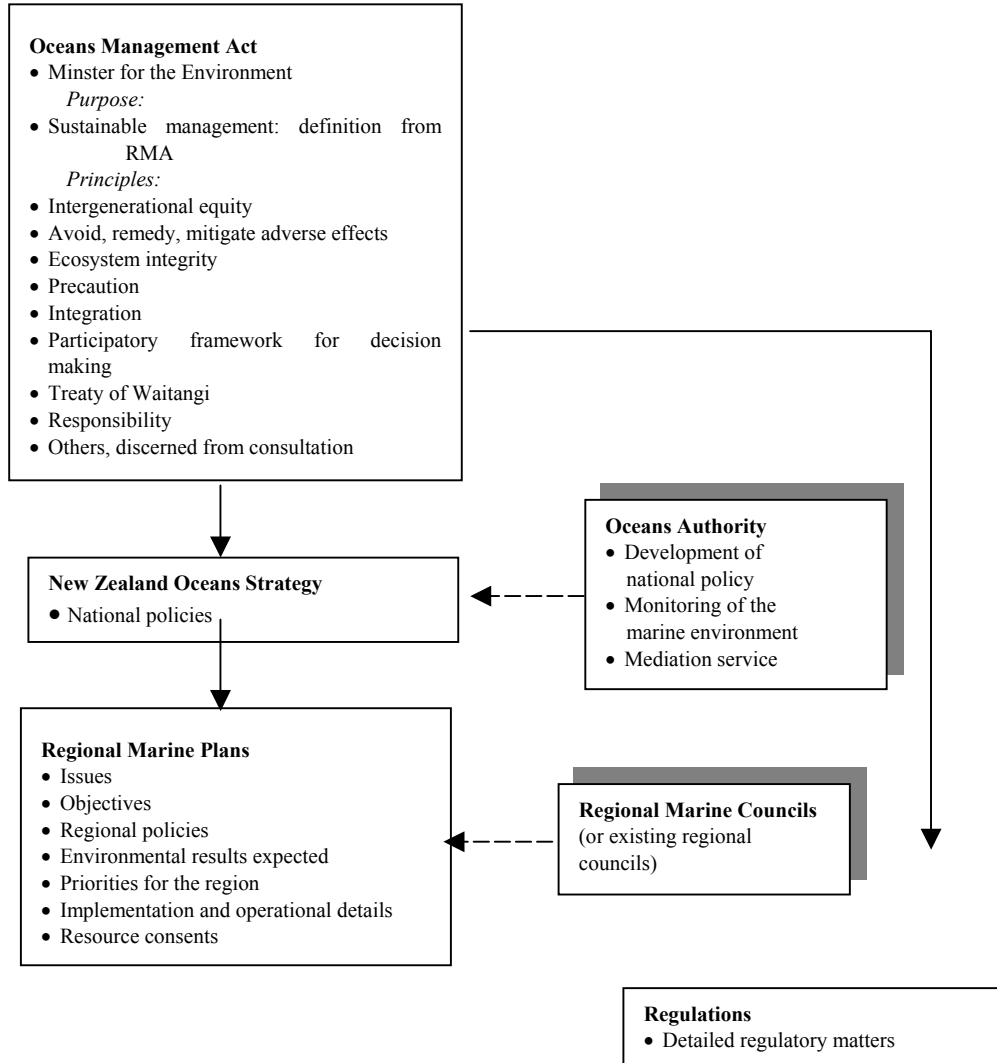 Oceans Management Act
• Minster for the Environment
Purpose:
• Sustainable management: definition from
RMA
Principles:
• Intergenerational equity
• Avoid, remedy, mitigate adverse effects
• Ecosystem integrity
• Precaution
• Integration
• Participatory framework for decision
making
• Treaty of Waitangi
• Responsibility
• Others, discerned from consultation
New Zealand Oceans Strategy
• National policies
Oceans Authority
• Development of
national policy
• Monitoring of the
marine environment
• Mediation service
Regional Marine Plans
• Issues
• Objectives
• Regional policies
• Environmental results expected
• Priorities for the region
• Implementation and operational details
• Resource consents
Regional Marine Councils
(or existing regional
councils)
Regulations
• Detailed regulatory matters